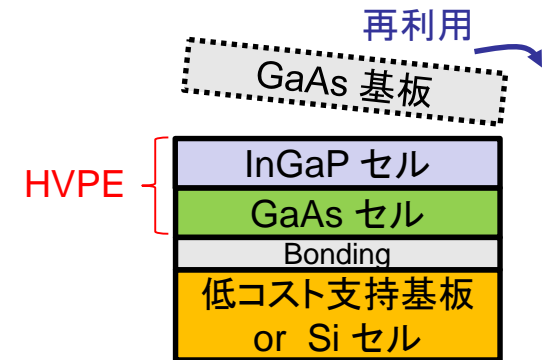 再利用
GaAs 基板
HVPE
InGaP セル
GaAs セル
Bonding
低コスト支持基板
or Si セル